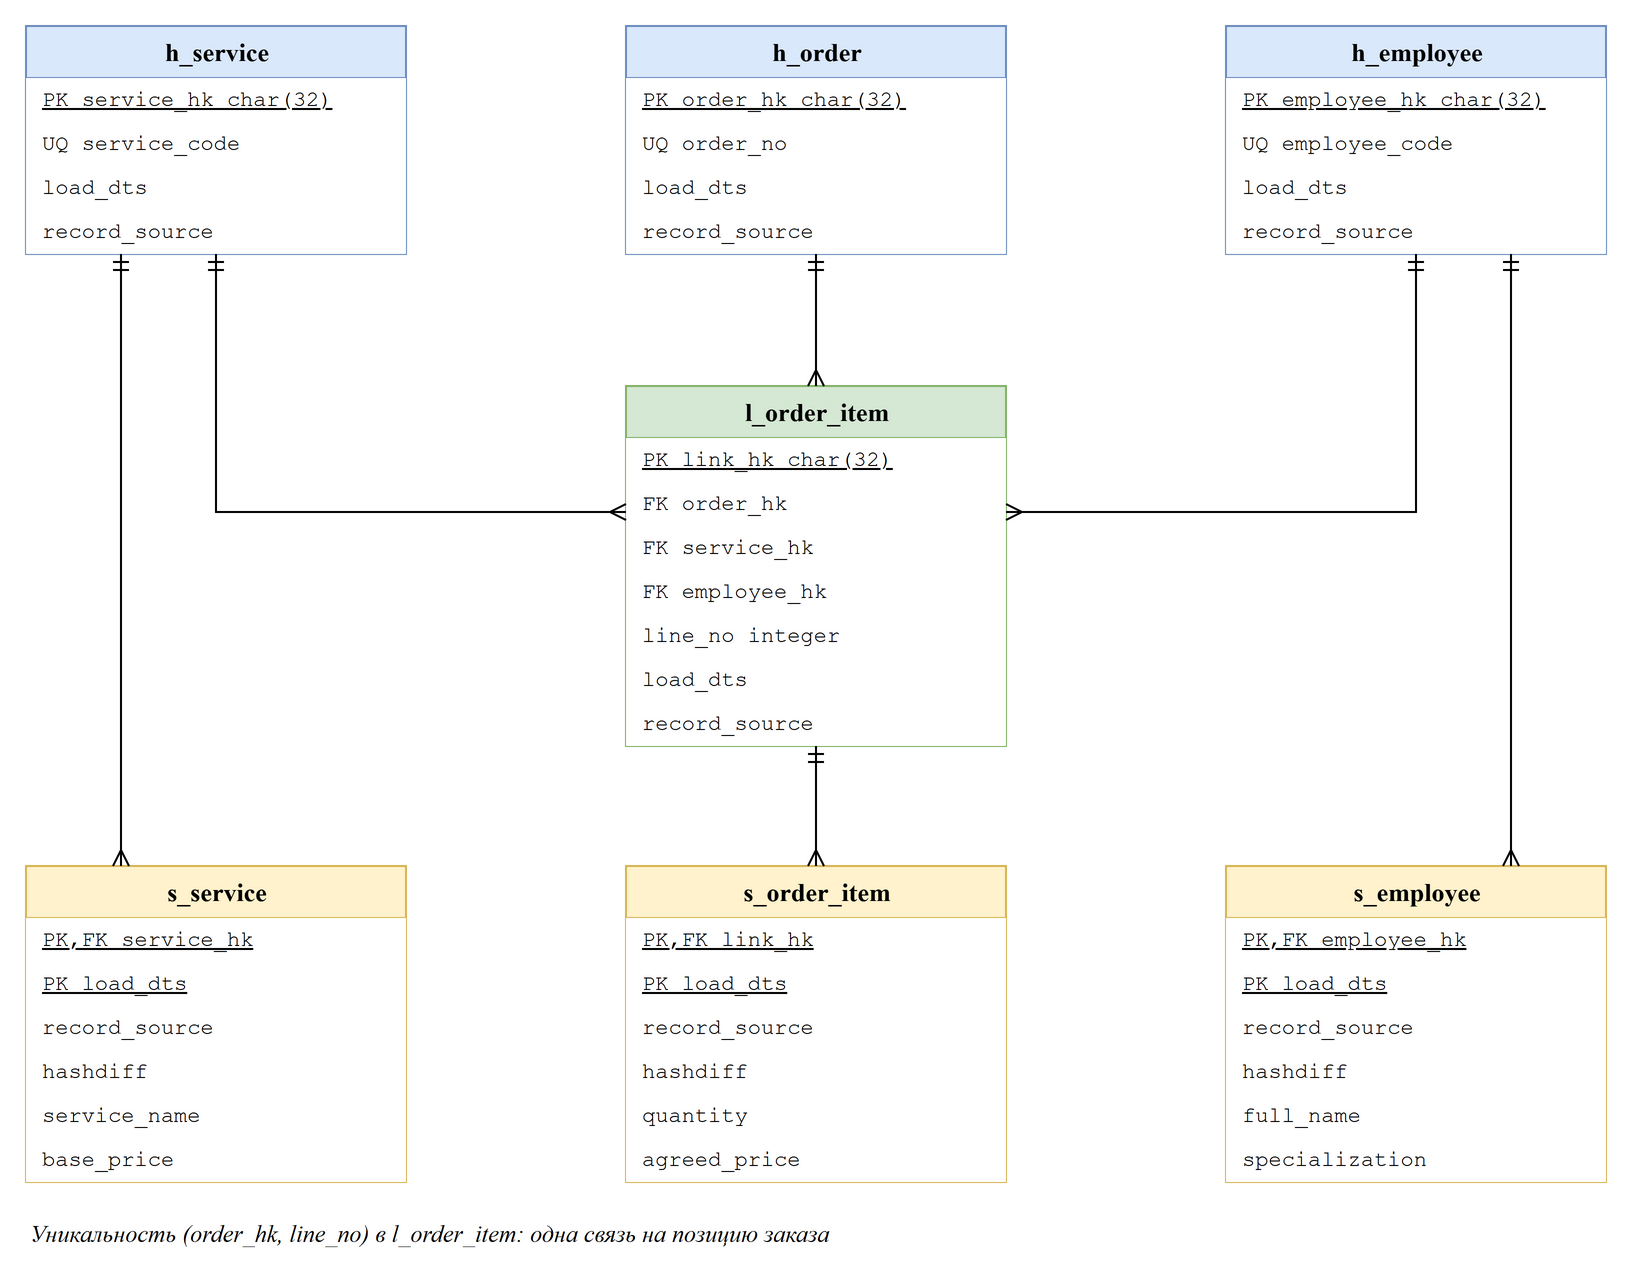 h_service
PK service_hk char(32)
UQ service_code
load_dts
record_source
h_order
PK order_hk char(32)
UQ order_no
load_dts
record_source
h_employee
PK employee_hk char(32)
UQ employee_code
load_dts
record_source
l_order_item
PK link_hk char(32)
FK order_hk
FK service_hk
FK employee_hk
line_no integer
load_dts
record_source
s_service
PK,FK service_hk
PK load_dts
record_source
hashdiff
service_name
base_price
s_order_item
PK,FK link_hk
PK load_dts
record_source
hashdiff
quantity
agreed_price
s_employee
PK,FK employee_hk
PK load_dts
record_source
hashdiff
full_name
specialization
Уникальность (order_hk, line_no) в l_order_item: одна связь на позицию заказа